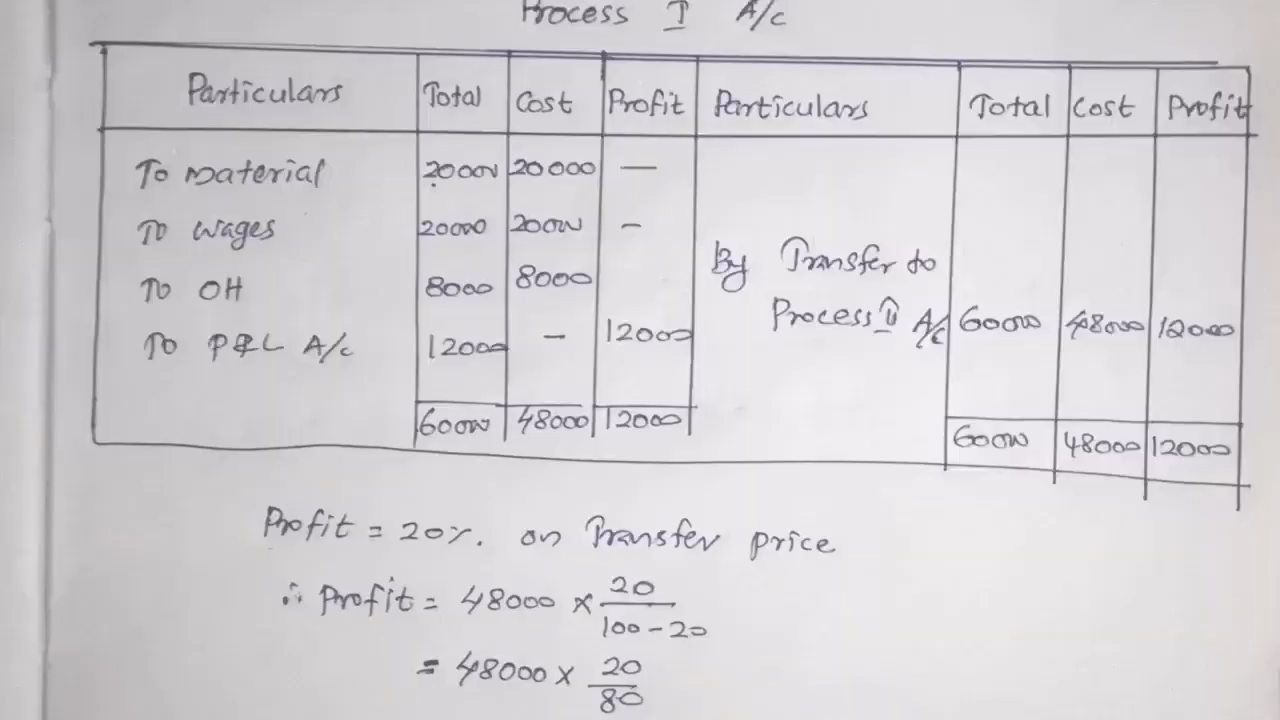 Process I A/c
Particulars Total Cost Profit Particulars Total Cost Profit
To Material 20000 20000 —
To Wages 20000 20000 -
To OH 8000 8000
By Transfer to
Process II A/c 60000 48000 12000
To P&L A/c 12000 - 12000
60000 48000 12000 60000 48000 12000
Profit = 20%. on Transfer price
∴ Profit = 48000 × 20
100-20
= 48000 × 20
80